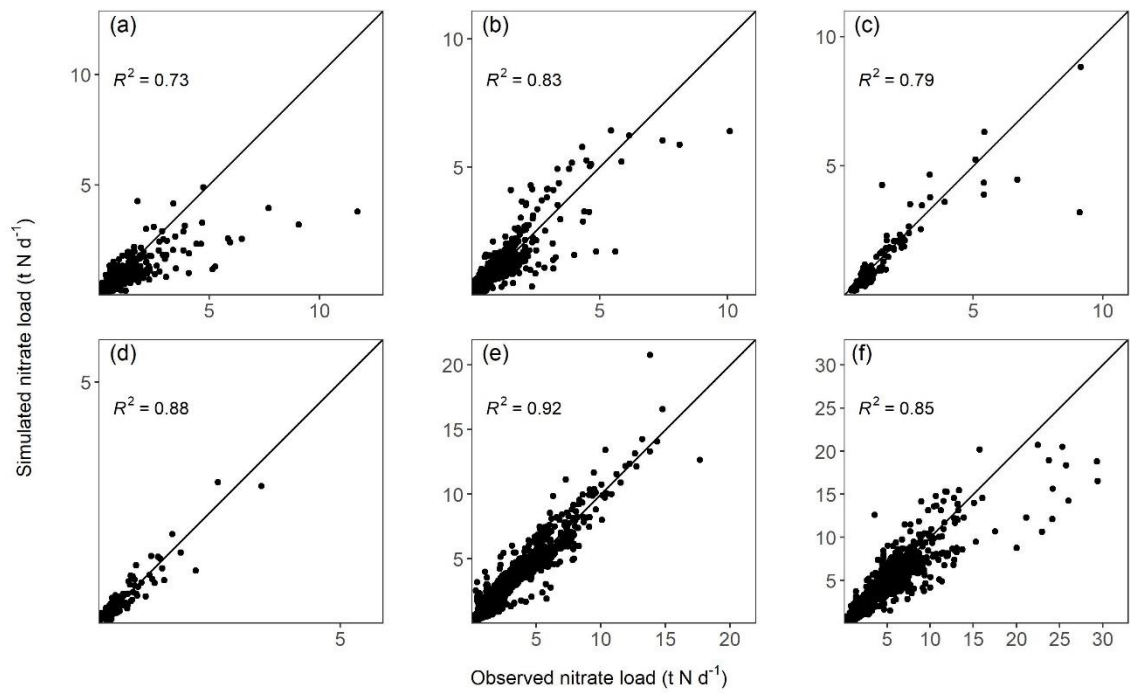 Simulated nitrate load (t N d⁻¹)
(a)
R² = 0.73
10
5
5
10
(b)
R² = 0.83
10
5
5
10
(c)
R² = 0.79
10
5
5
10
(d)
R² = 0.88
5
5
(e)
R² = 0.92
20
15
10
5
5
10
15
20
(f)
R² = 0.85
30
25
20
15
10
5
5
10
15
20
25
30
Observed nitrate load (t N d⁻¹)